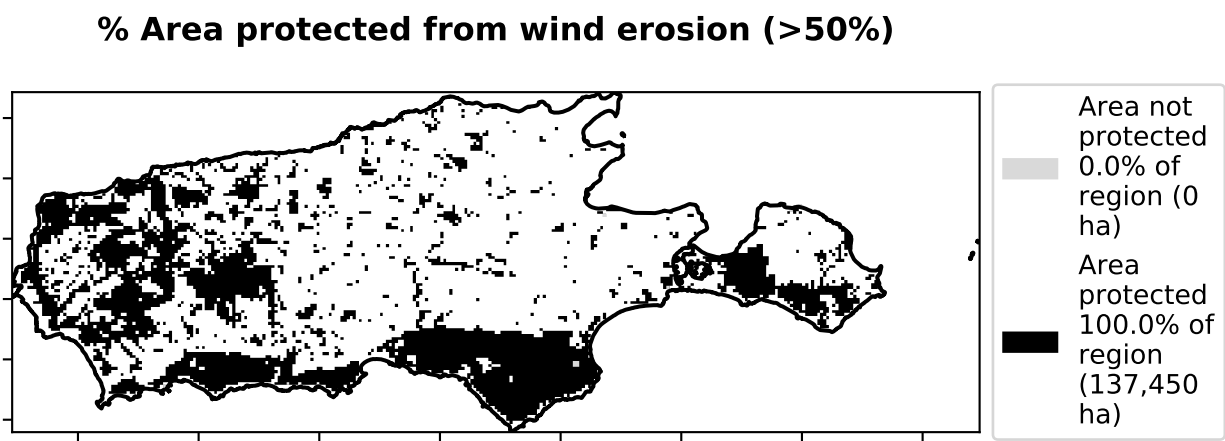 % Area protected from wind erosion (>50%)
Area not
protected
0.0% of
region (0
ha)
Area
protected
100.0% of
region
(137,450
ha)